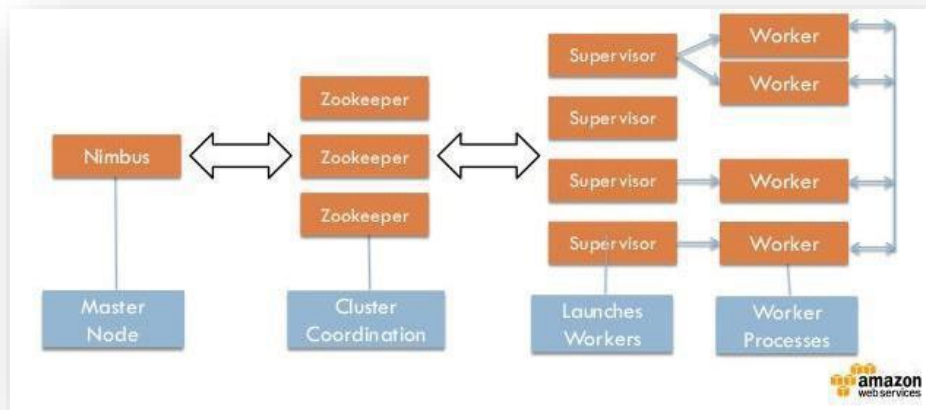 Nimbus
Master
Node
Zookeeper
Zookeeper
Zookeeper
Cluster
Coordination
Supervisor
Supervisor
Supervisor
Supervisor
Launches
Workers
Worker
Worker
Worker
Worker
Worker
Processes
amazon
web services